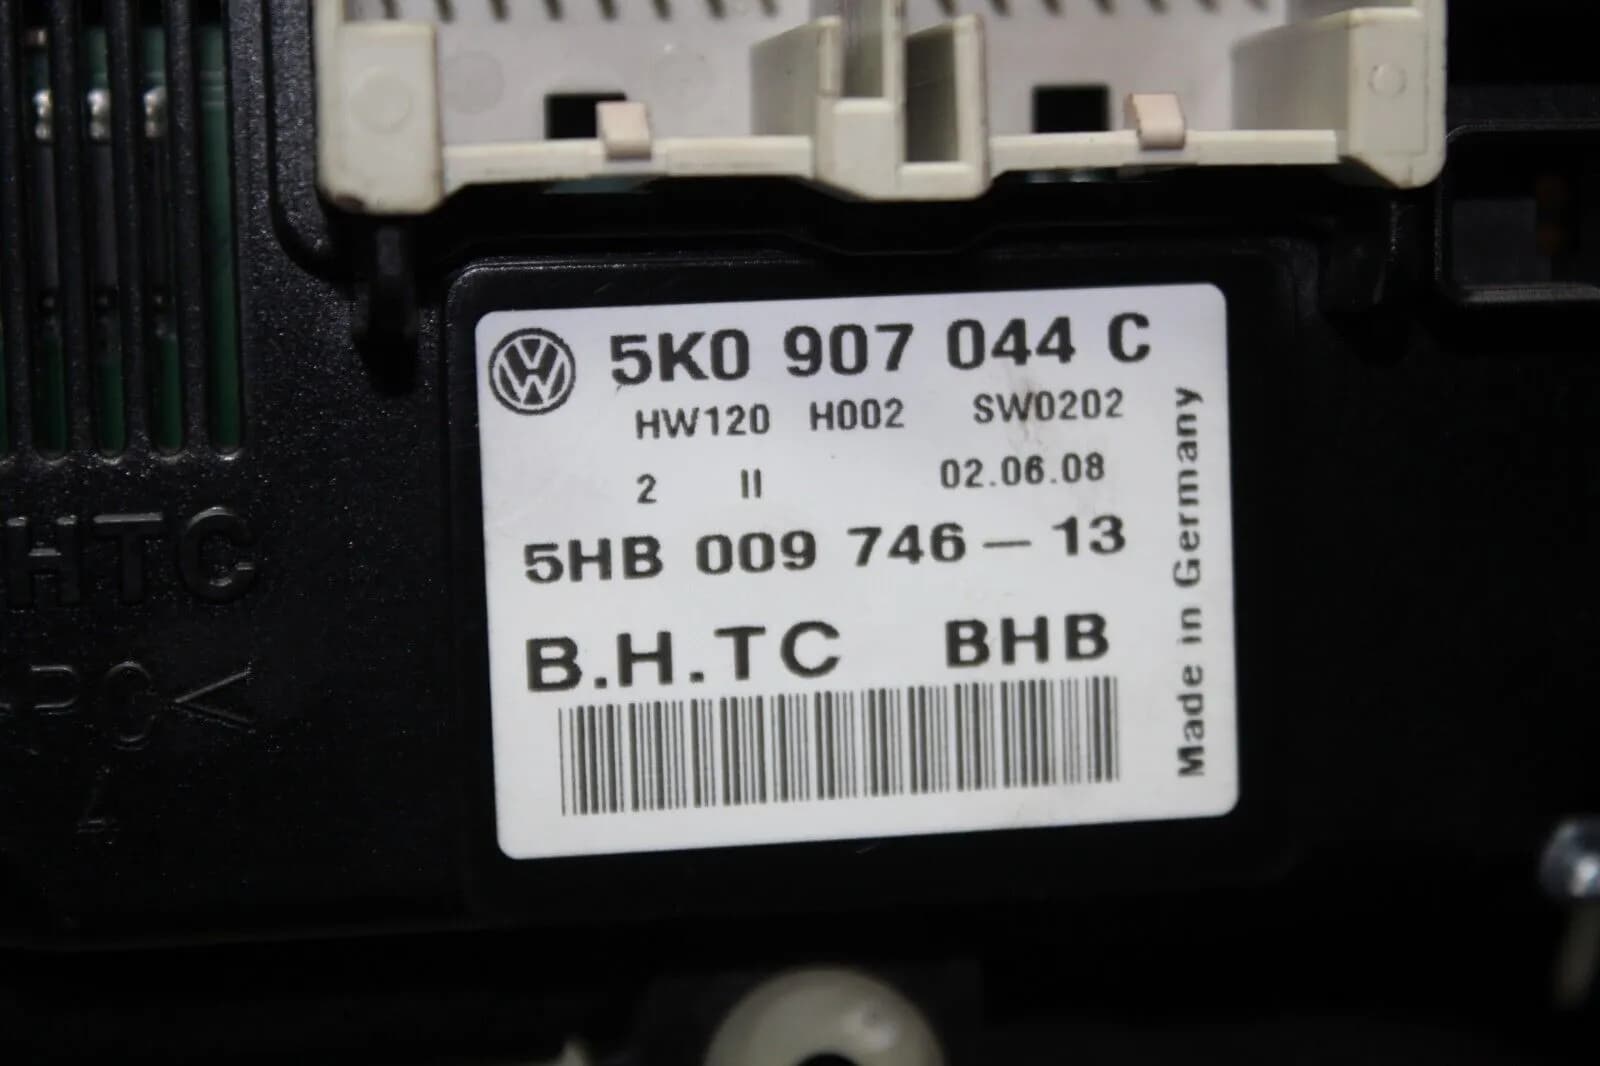 5K0 907 044 C
HW120 H002 SW0202
2 II 02.06.08
5HB 009 746-13
B.H.TC BHB
Made in Germany
HTC
PC<